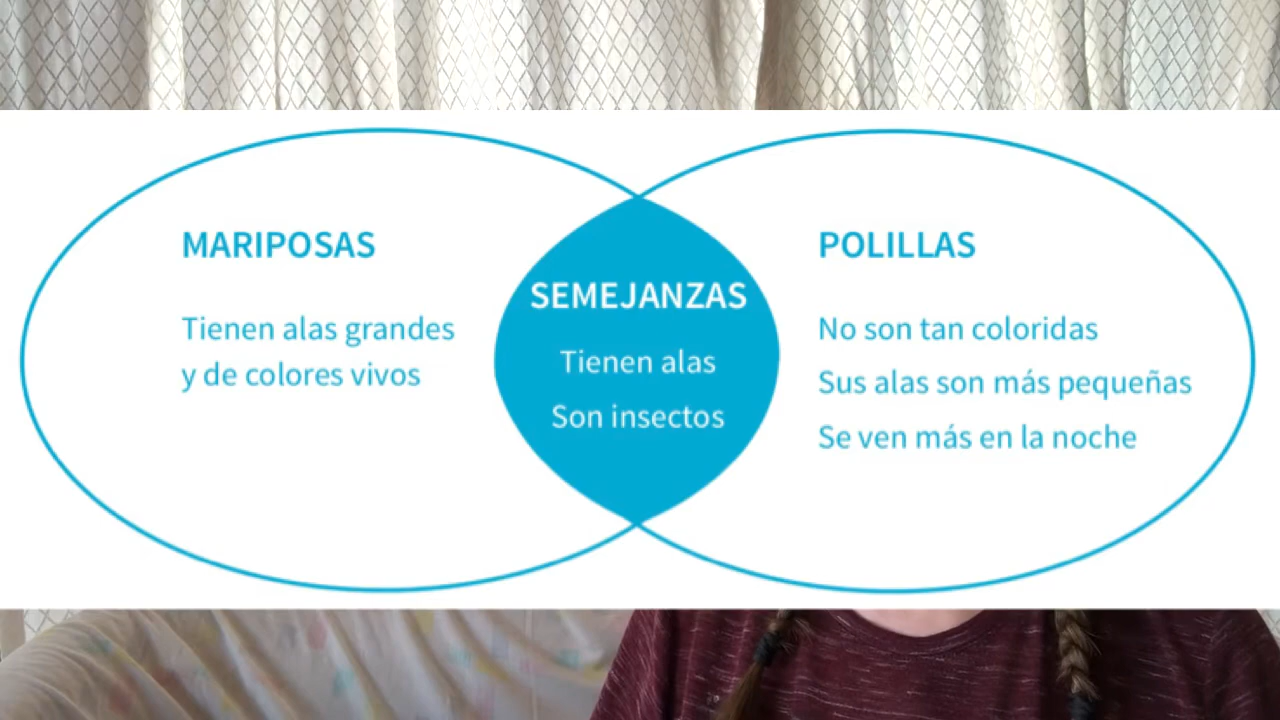 MARIPOSAS
Tienen alas grandes
y de colores vivos
SEMEJANZAS
Tienen alas
Son insectos
POLILLAS
No son tan coloridas
Sus alas son más pequeñas
Se ven más en la noche